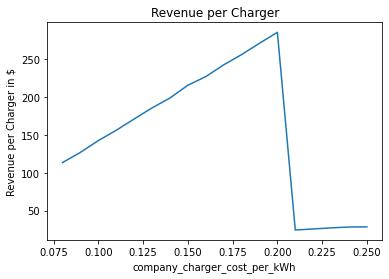 Revenue per Charger
Revenue per Charger in $
250
200
150
100
50
0.075 0.100 0.125 0.150 0.175 0.200 0.225 0.250
company_charger_cost_per_kWh